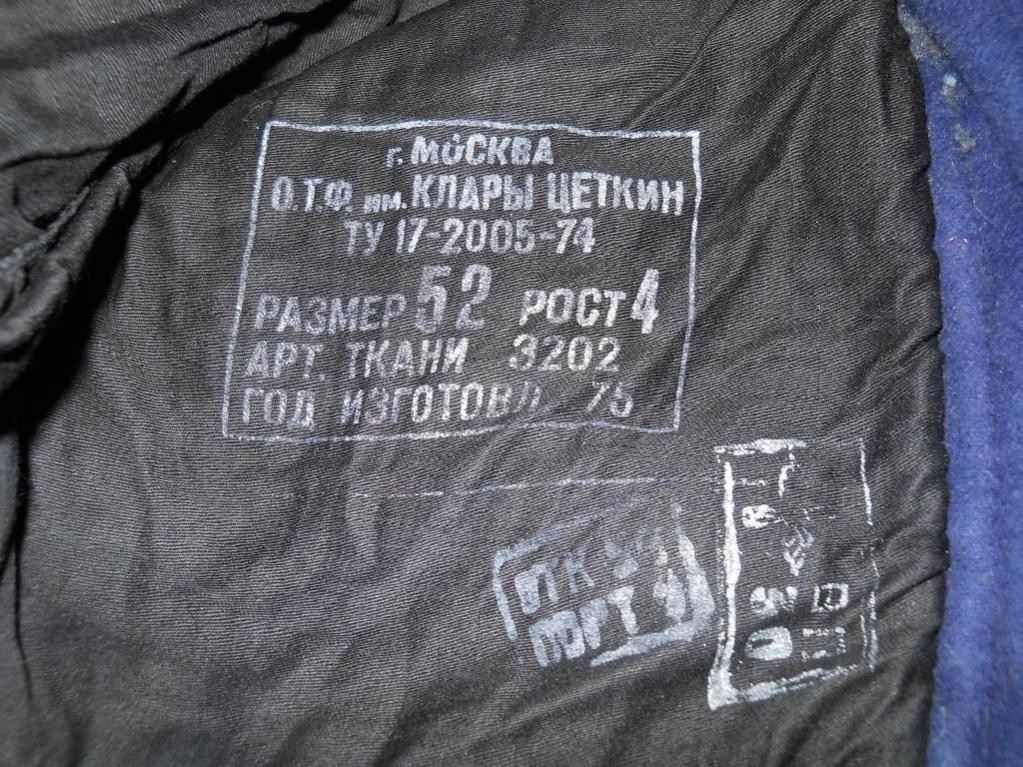 г. МОСКВА
О.Т.Ф. им. КЛАРЫ ЦЕТКИН
ТУ 17-2005-74
РАЗМЕР 52 РОСТ 4
АРТ. ТКАНИ 3202
ГОД ИЗГОТОВЛ 75
ОТК